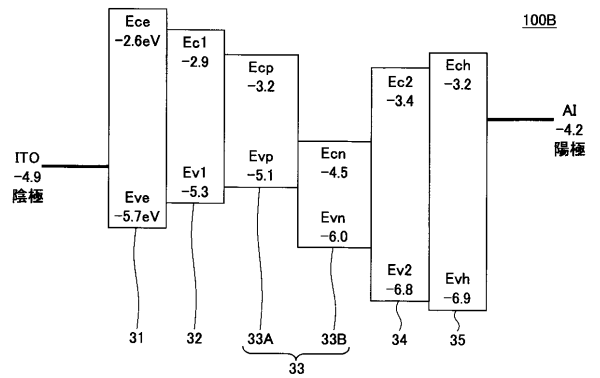 100B
Ece
-2.6eV
Ec1
-2.9
Ecp
-3.2
Ecn
-4.5
Ec2
-3.4
Ech
-3.2
ITO
-4.9
陰極
Eve
-5.7eV
Ev1
-5.3
Evp
-5.1
Evn
-6.0
Ev2
-6.8
Evh
-6.9
Al
-4.2
陽極
31
32
33A
33B
34
35
33